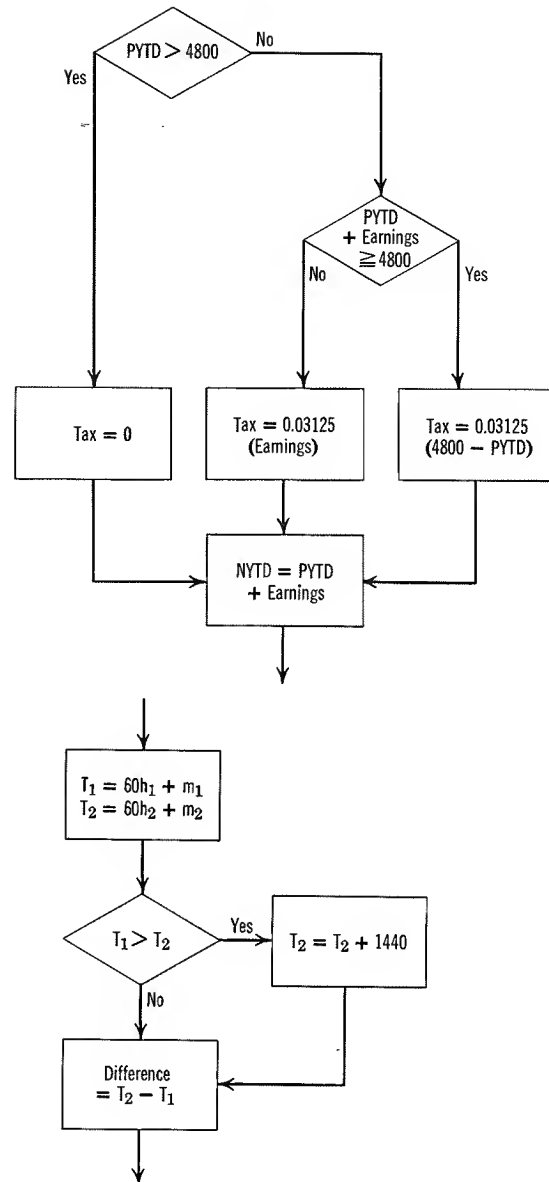 PYTD > 4800
No
Yes
PYTD
+ Earnings
≧ 4800
No
Yes
Tax = 0
Tax = 0.03125
(Earnings)
Tax = 0.03125
(4800 − PYTD)
NYTD = PYTD
+ Earnings
T₁ = 60h₁ + m₁
T₂ = 60h₂ + m₂
T₁ > T₂
Yes
T₂ = T₂ + 1440
No
Difference
= T₂ − T₁